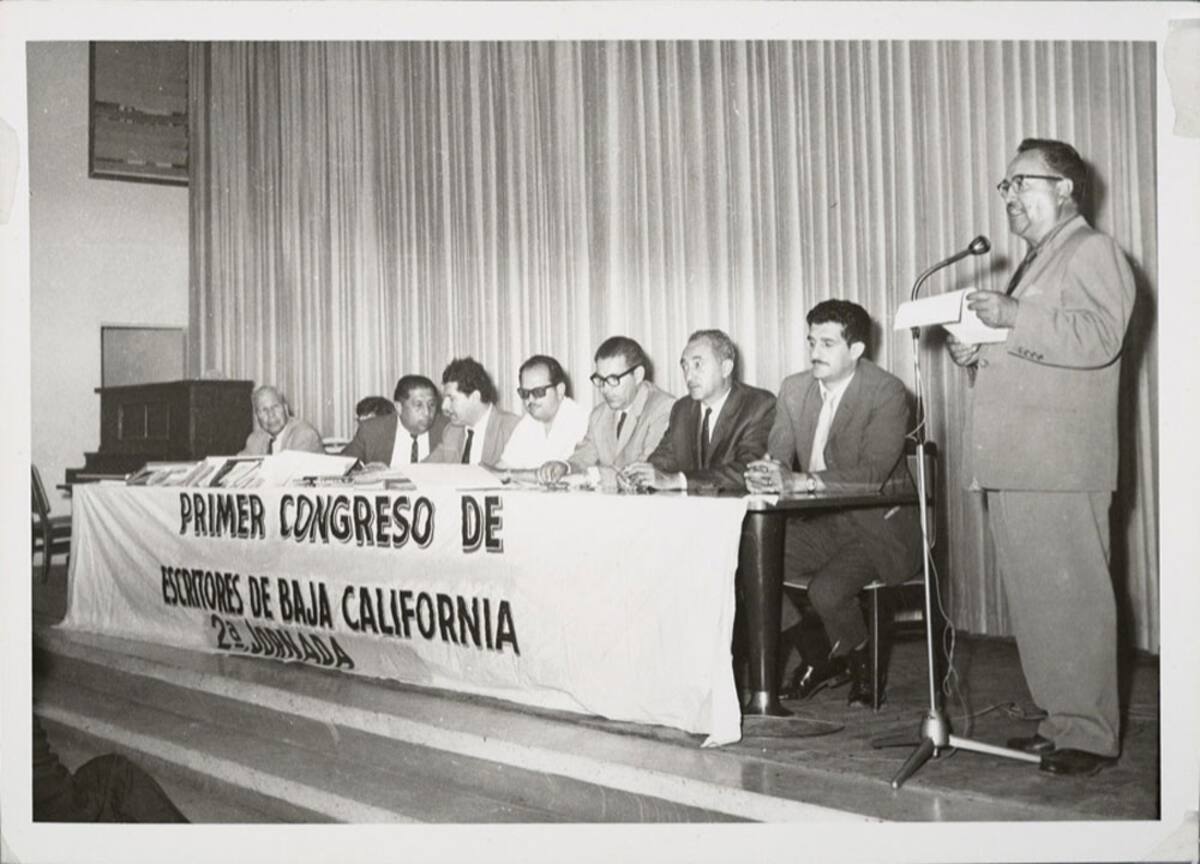 PRIMER CONGRESO DE
ESCRITORES DE BAJA CALIFORNIA
2ª JORNADA